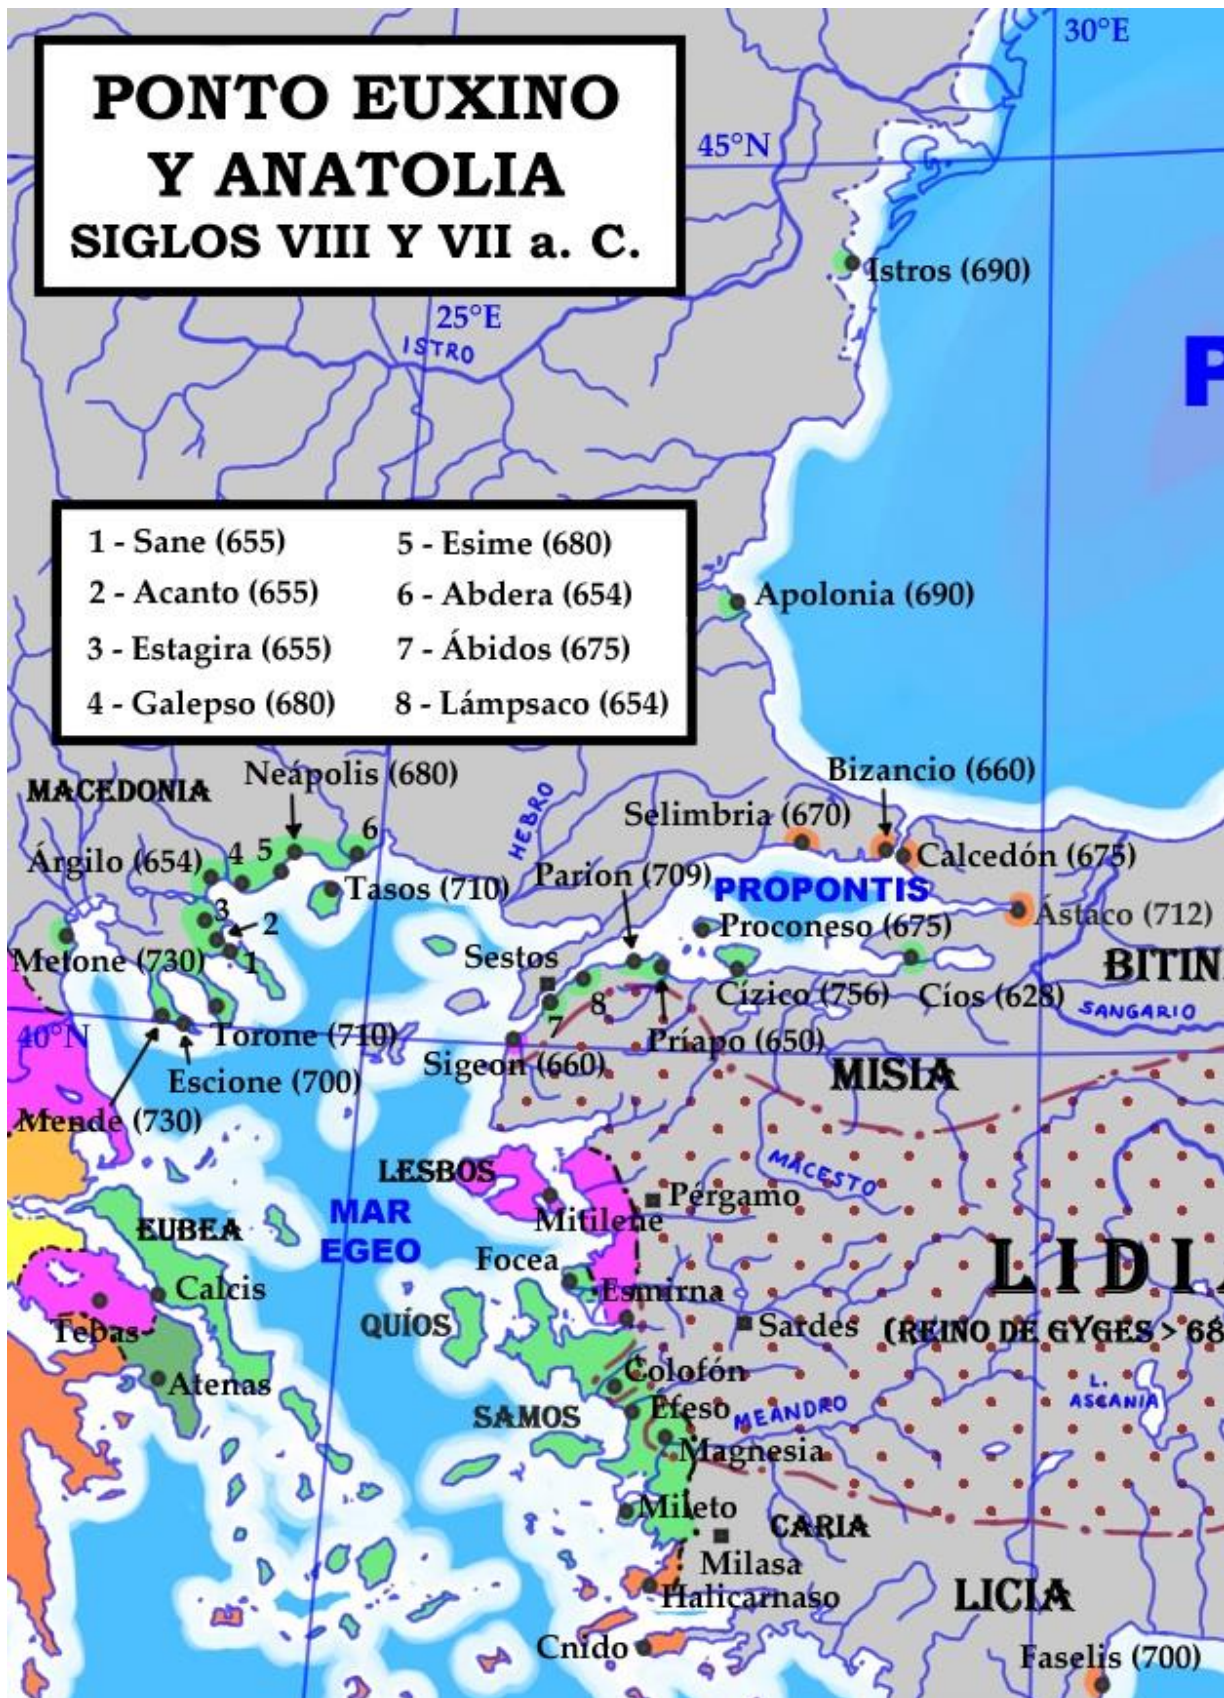 PONTO EUXINO
Y ANATOLIA
SIGLOS VIII Y VII a. C.
30°E
45°N
Istros (690)
25°E
ISTRO
P
1 - Sane (655)
2 - Acanto (655)
3 - Estagira (655)
4 - Galepso (680)
5 - Esime (680)
6 - Abdera (654)
7 - Ábidos (675)
8 - Lámpsaco (654)
Apolonia (690)
MACEDONIA
Neápolis (680)
HEBRO
Bizancio (660)
Selimbria (670)
Árgilo (654)
4
5
6
Tasos (710)
Parion (709)
PROPONTIS
Calcedón (675)
3
2
1
Proconeso (675)
Ástaco (712)
Metone (730)
Sestos
8
7
Cízico (756)
Cíos (628)
BITIN
SANGARIO
40°N
Torone (710)
Sigeon (660)
Príapo (650)
Escione (700)
MISIA
Mende (730)
LESBOS
MACESTO
Pérgamo
Mitilene
EUBEA
MAR
EGEO
Focea
LIDI
Calcis
Esmirna
QUÍOS
Tebas
Sardes
(REINO DE GYGES > 68
Colofón
Atenas
L.
ASCANIA
SAMOS
Efeso
MEANDRO
Magnesia
Mileto
CARIA
Milasa
Halicarnaso
LICIA
Cnido
Faselis (700)